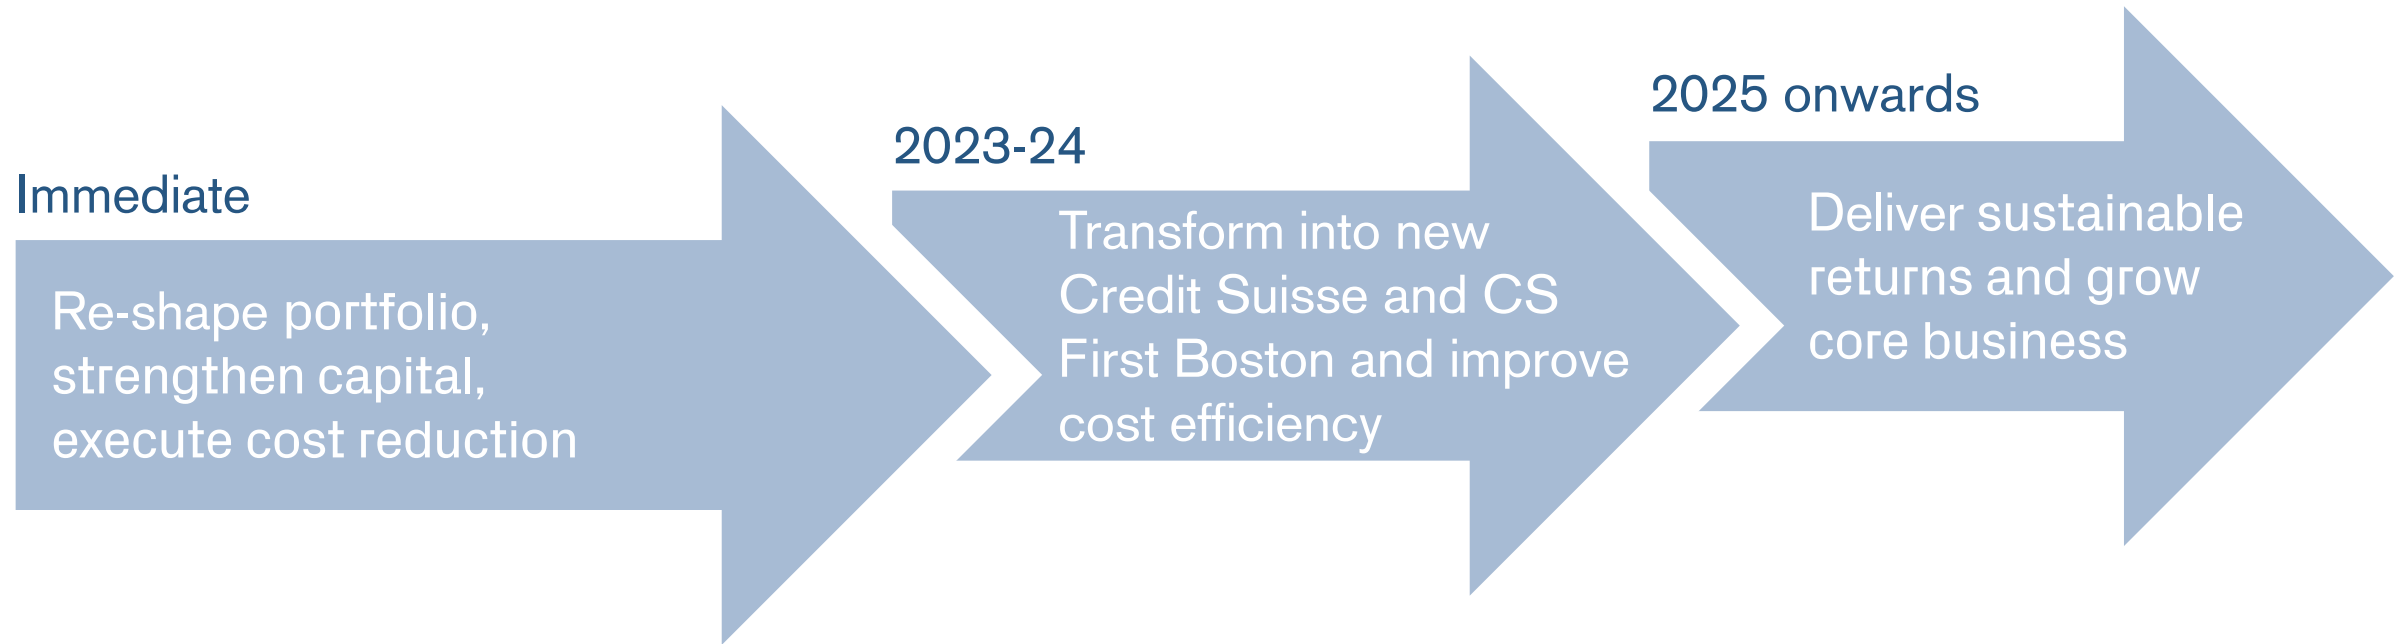 Immediate
Re-shape portfolio,
strengthen capital,
execute cost reduction
2023-24
Transform into new
Credit Suisse and CS
First Boston and improve
cost efficiency
2025 onwards
Deliver sustainable
returns and grow
core business